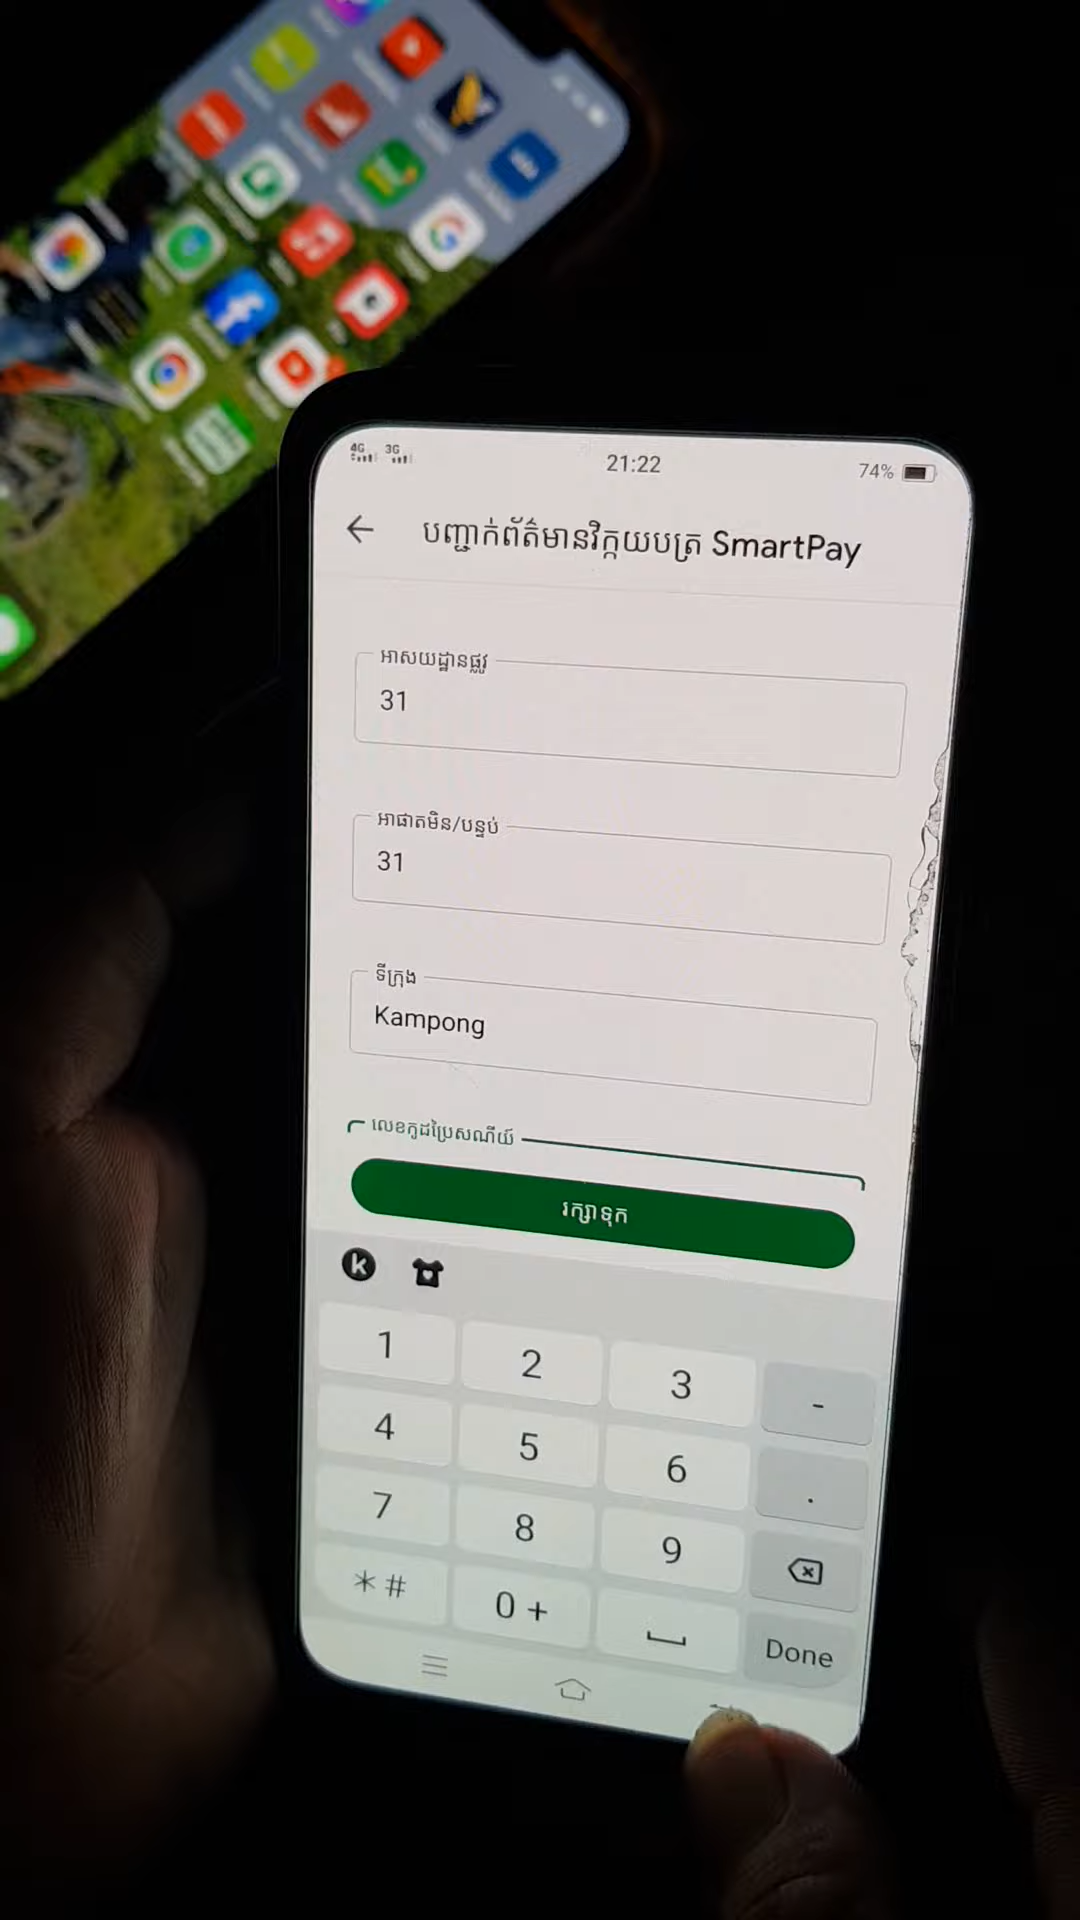 4G 3G 21:22 74%
បញ្ជាក់ព័ត៌មានវិក្កយបត្រ SmartPay
អាសយដ្ឋានផ្លូវ
31
អាផាតមិន/បន្ទប់
31
ទីក្រុង
Kampong
លេខកូដប្រៃសណីយ៍
រក្សាទុក
k
1 2 3 -
4 5 6 .
7 8 9
*# 0 + Done